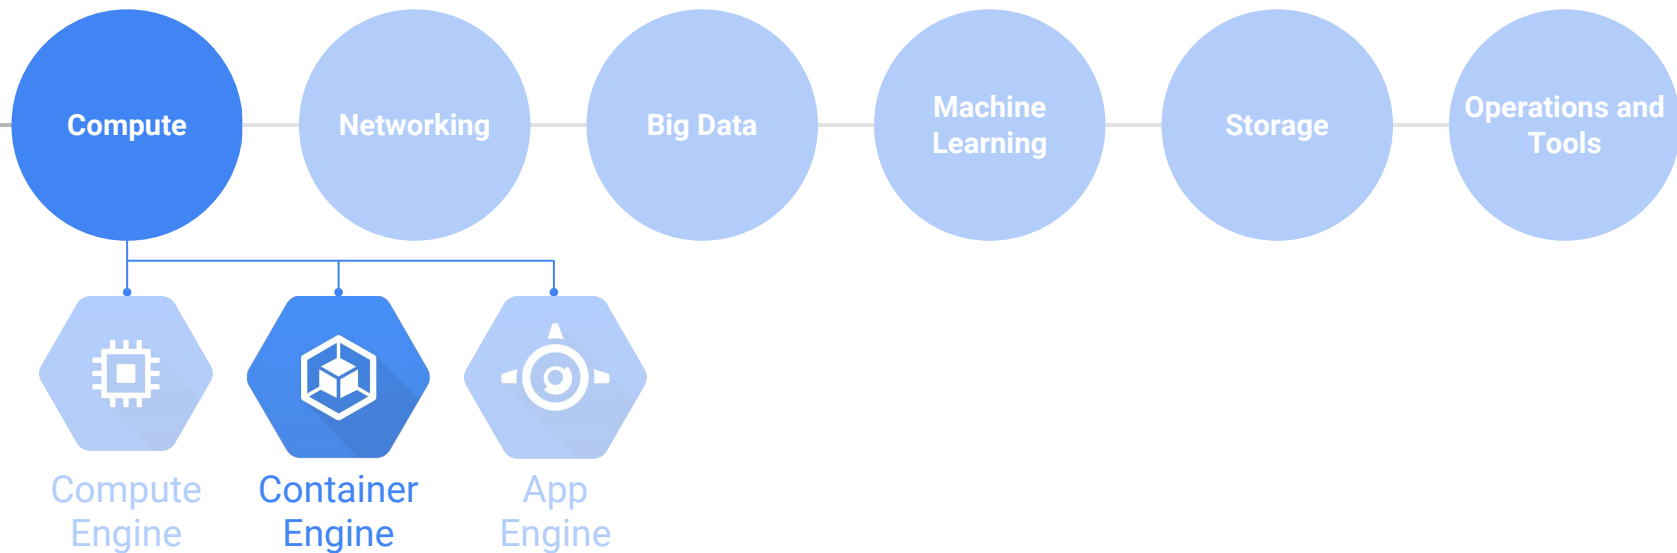 Compute
Networking
Big Data
Machine
Learning
Storage
Operations and
Tools
Compute
Engine
Container
Engine
App
Engine